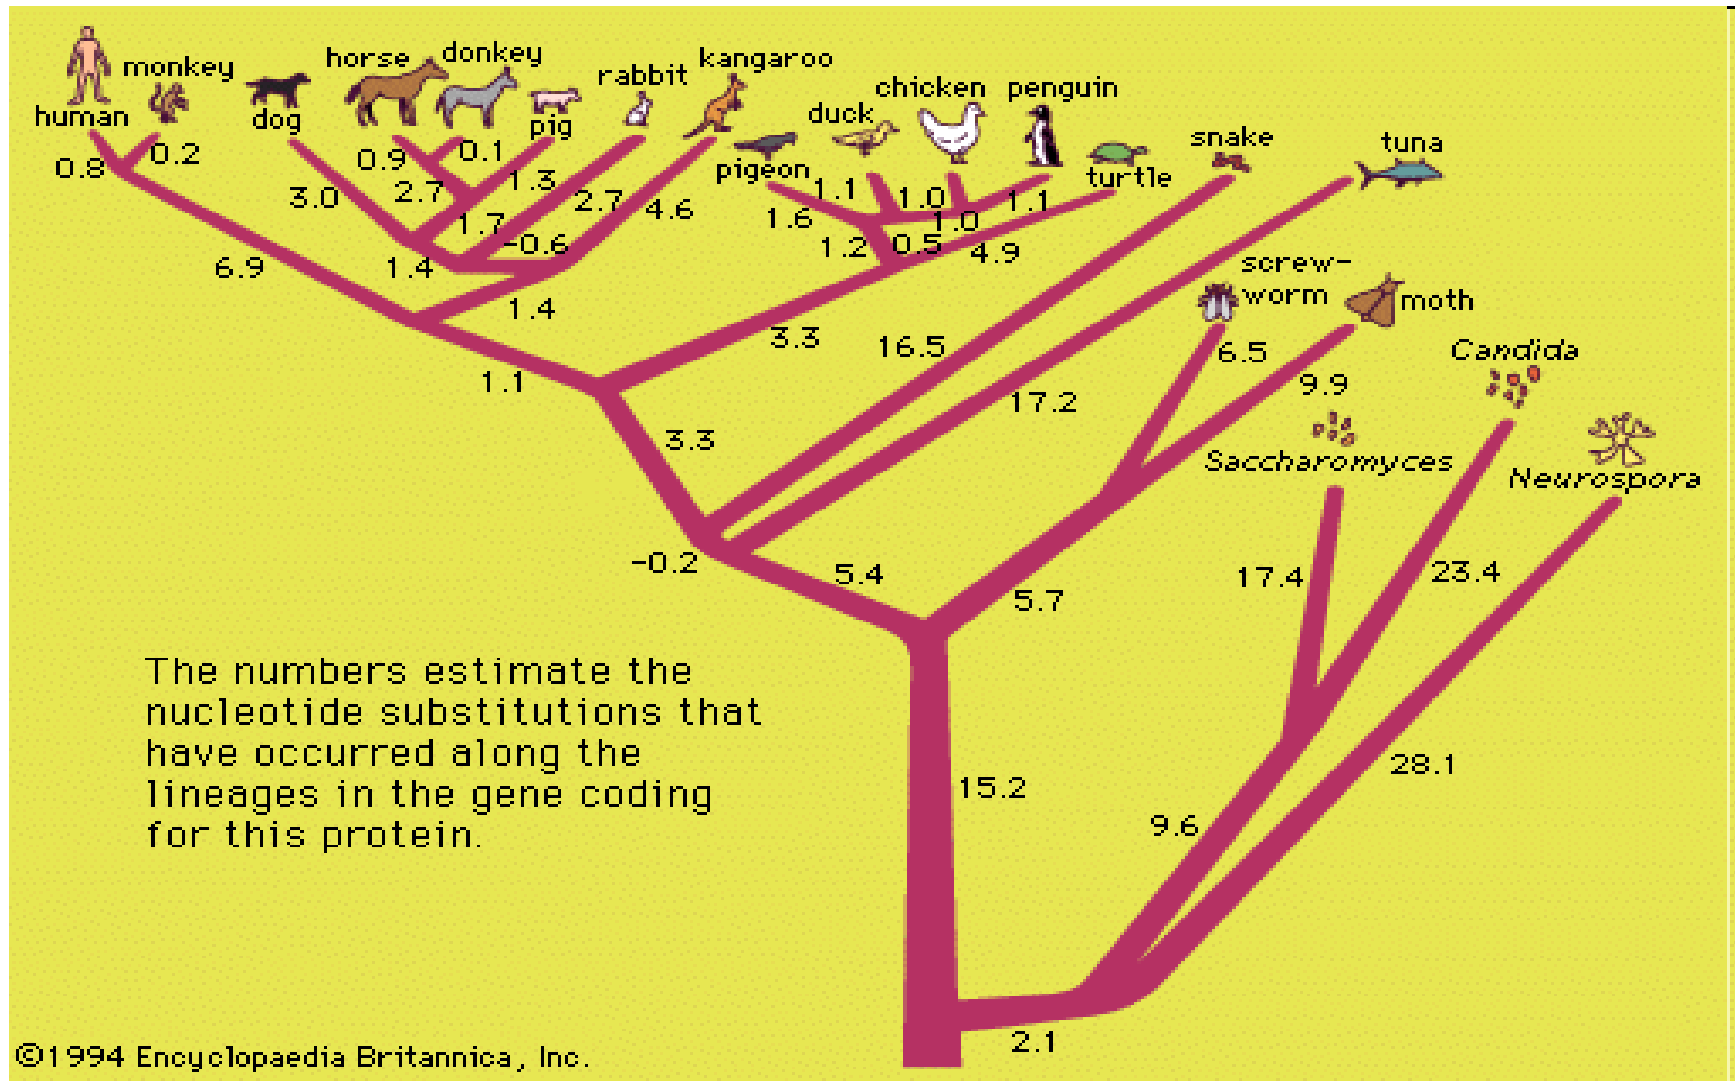 human
monkey
dog
horse
donkey
pig
rabbit
kangaroo
pigeon
duck
chicken
penguin
turtle
snake
tuna
0.8
0.2
3.0
0.9
0.1
2.7
1.3
1.7
2.7
-0.6
4.6
1.6
1.1
1.0
1.0
1.1
1.2
0.5
4.9
6.9
1.4
1.4
3.3
16.5
1.1
3.3
17.2
screw-
worm
moth
6.5
9.9
Candida
Saccharomyces
Neurospora
-0.2
5.4
5.7
17.4
23.4
28.1
15.2
9.6
2.1
The numbers estimate the
nucleotide substitutions that
have occurred along the
lineages in the gene coding
for this protein.
©1994 Encyclopaedia Britannica, Inc.